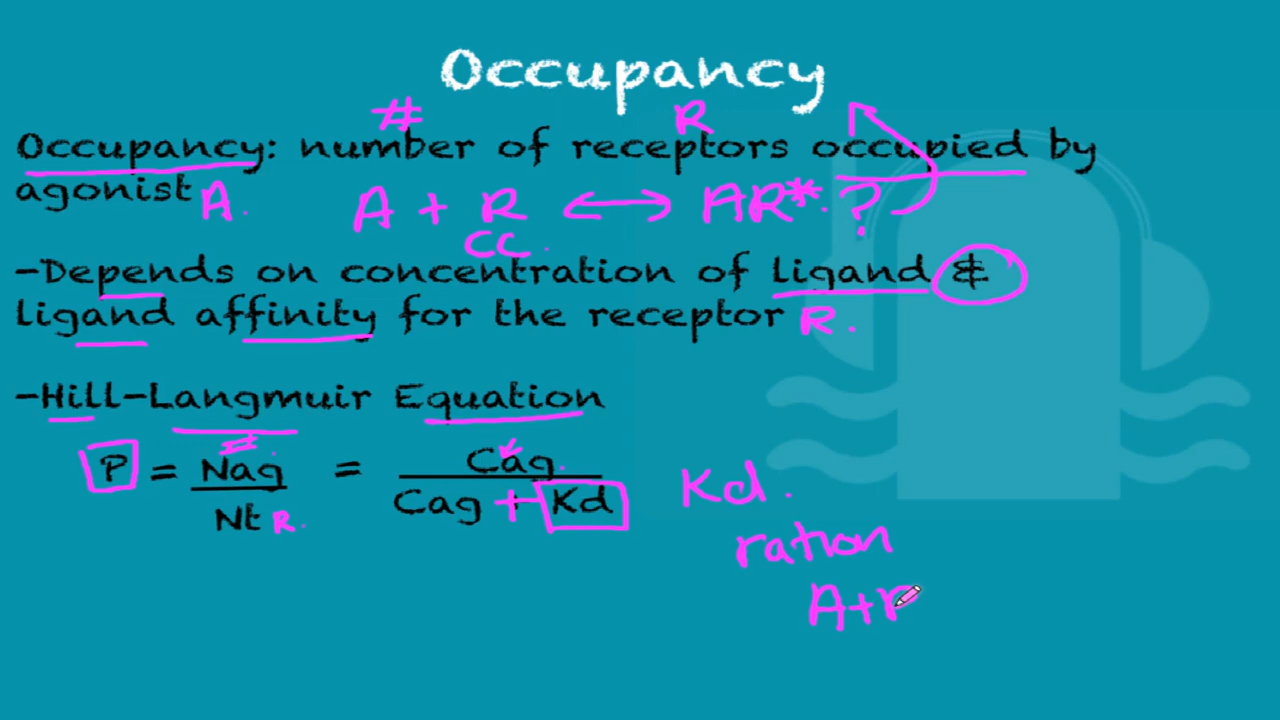 Occupancy
# R
Occupancy: number of receptors occupied by
agonist A.
A + R ⟷ AR*. ?
CC.
-Depends on concentration of ligand &
ligand affinity for the receptor R.
-Hill-Langmuir Equation
#
P = Nag = Cag
Nt R. Cag + Kd
Kd.
ration
A+r